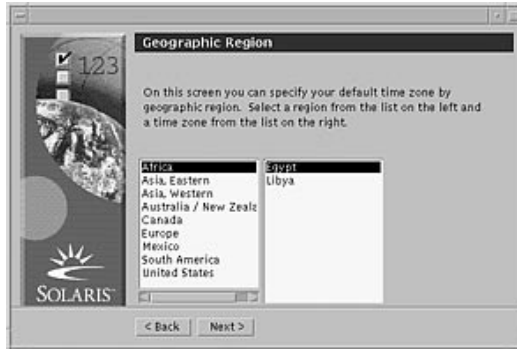 Geographic Region
123
On this screen you can specify your default time zone by
geographic region. Select a region from the list on the left and
a time zone from the list on the right.
Africa
Asia, Eastern
Asia, Western
Australia / New Zeala
Canada
Europe
Mexico
South America
United States
Egypt
Libya
SOLARIS
< Back
Next >